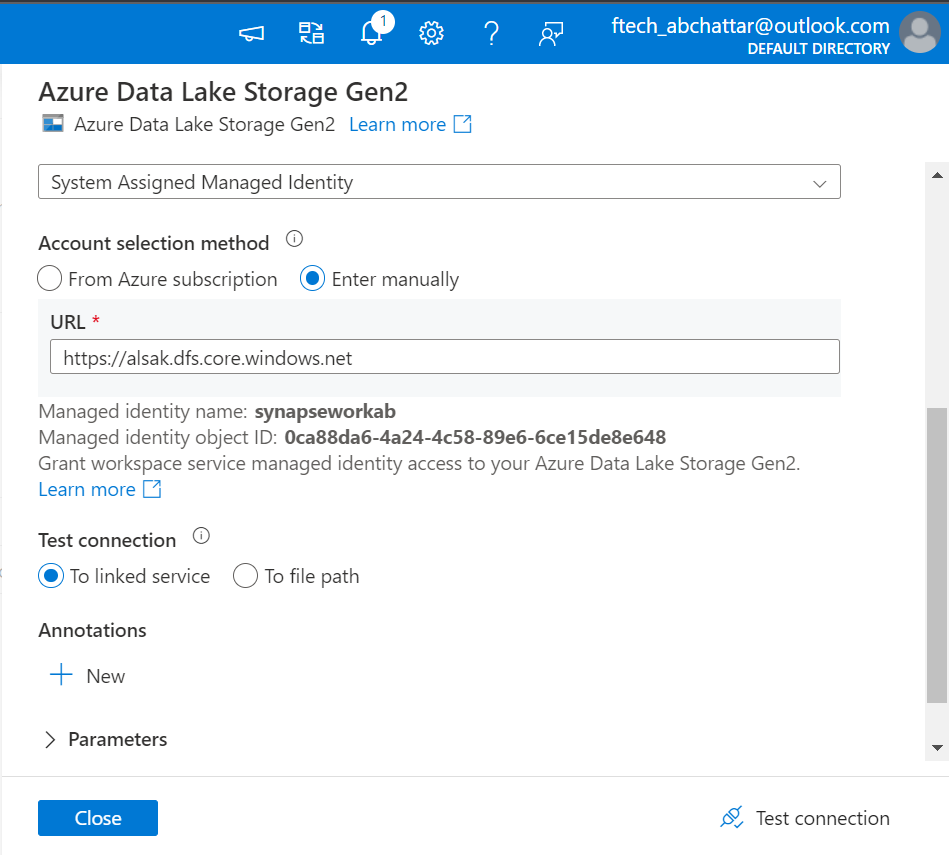 1
ftech_abchattar@outlook.com
DEFAULT DIRECTORY
Azure Data Lake Storage Gen2
Azure Data Lake Storage Gen2 Learn more
System Assigned Managed Identity
Account selection method
From Azure subscription Enter manually
URL *
https://alsak.dfs.core.windows.net
Managed identity name: synapseworkab
Managed identity object ID: 0ca88da6-4a24-4c58-89e6-6ce15de8e648
Grant workspace service managed identity access to your Azure Data Lake Storage Gen2.
Learn more
Test connection
To linked service To file path
Annotations
New
Parameters
Close Test connection